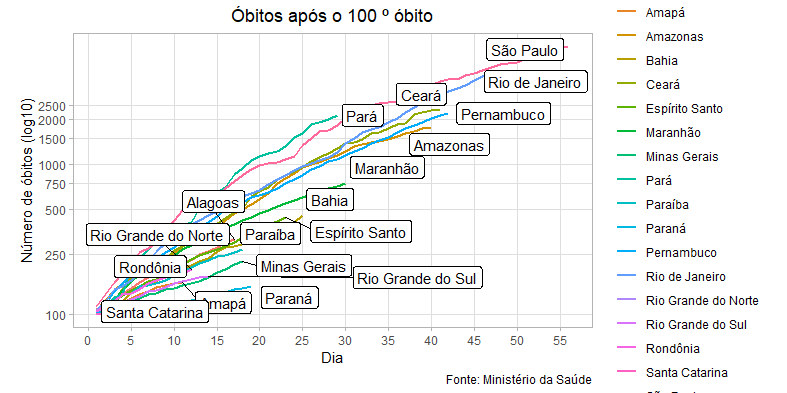 Óbitos após o 100 º óbito
Número de óbitos (log10)
2500
2000
1500
1000
750
500
250
100
São Paulo
Rio de Janeiro
Ceará
Pará
Pernambuco
Amazonas
Maranhão
Alagoas
Bahia
Rio Grande do Norte
Paraíba
Espírito Santo
Rondônia
Minas Gerais
Rio Grande do Sul
Amapá
Paraná
Santa Catarina
0 5 10 15 20 25 30 35 40 45 50 55
Dia
Fonte: Ministério da Saúde
Amapá
Amazonas
Bahia
Ceará
Espírito Santo
Maranhão
Minas Gerais
Pará
Paraíba
Paraná
Pernambuco
Rio de Janeiro
Rio Grande do Norte
Rio Grande do Sul
Rondônia
Santa Catarina